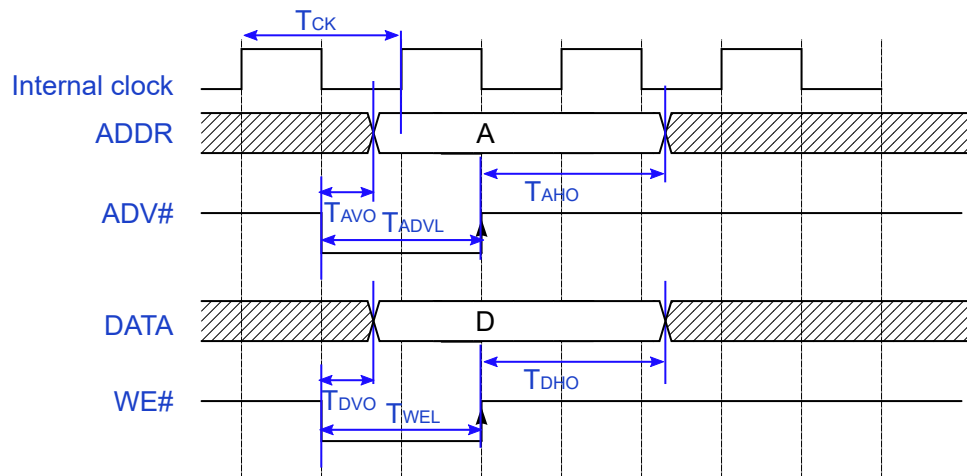 TCK
Internal clock
ADDR
A
TAHO
TAVO
TADVL
ADV#
DATA
D
TDHO
TDVO
TWEL
WE#